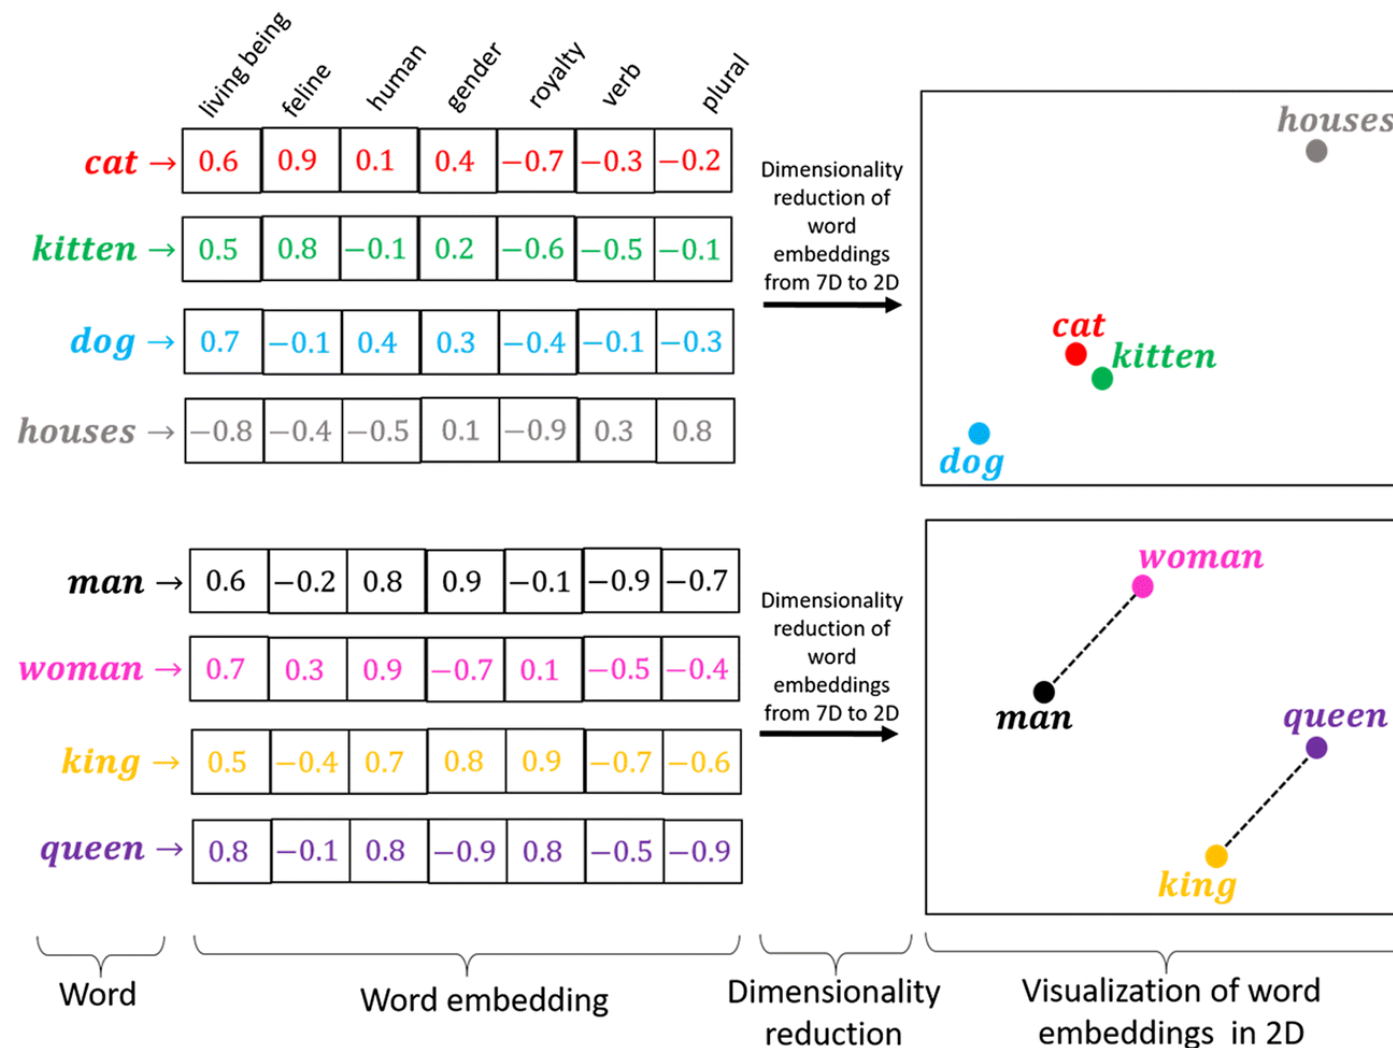 living being feline human gender royalty verb plural
cat → 0.6 0.9 0.1 0.4 −0.7 −0.3 −0.2
kitten → 0.5 0.8 −0.1 0.2 −0.6 −0.5 −0.1
dog → 0.7 −0.1 0.4 0.3 −0.4 −0.1 −0.3
houses → −0.8 −0.4 −0.5 0.1 −0.9 0.3 0.8
Dimensionality
reduction of
word
embeddings
from 7D to 2D
houses
cat
kitten
dog
man → 0.6 −0.2 0.8 0.9 −0.1 −0.9 −0.7
woman → 0.7 0.3 0.9 −0.7 0.1 −0.5 −0.4
king → 0.5 −0.4 0.7 0.8 0.9 −0.7 −0.6
queen → 0.8 −0.1 0.8 −0.9 0.8 −0.5 −0.9
Dimensionality
reduction of
word
embeddings
from 7D to 2D
woman
man
queen
king
Word
Word embedding
Dimensionality
reduction
Visualization of word
embeddings in 2D